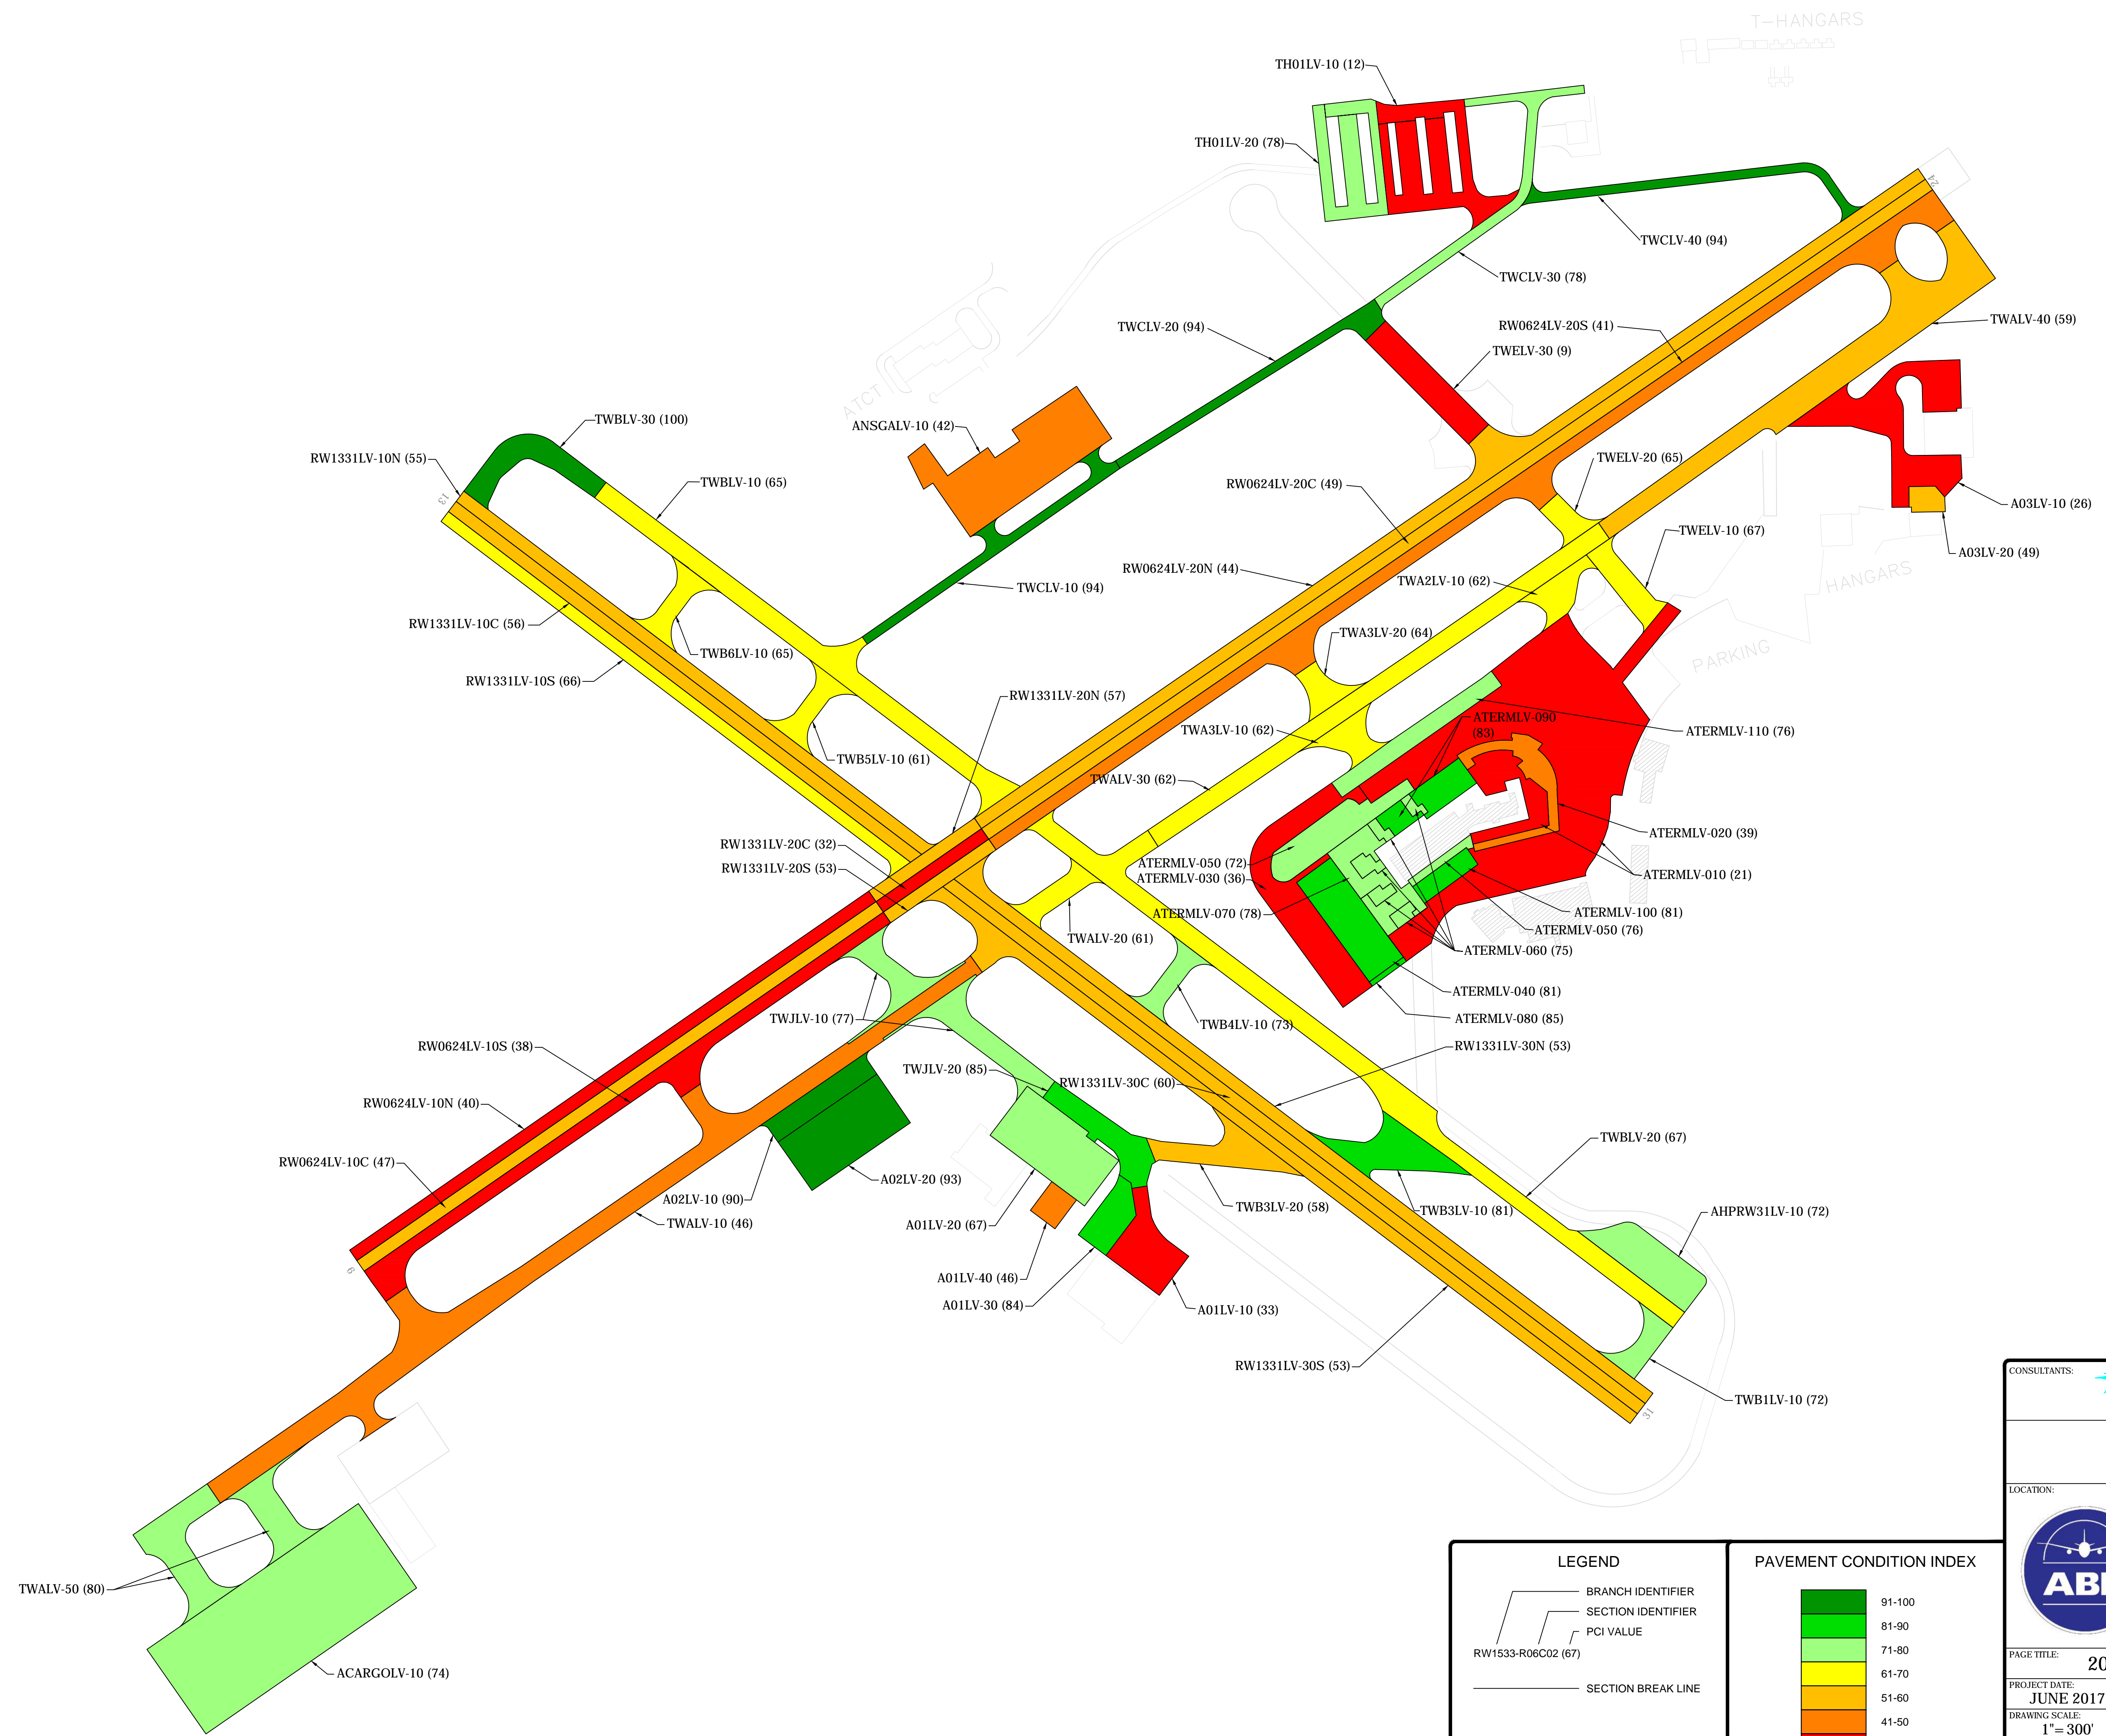 T-HANGARS
TH01LV-10 (12)
TH01LV-20 (78)
24
TWCLV-40 (94)
TWCLV-30 (78)
TWCLV-20 (94)
RW0624LV-20S (41)
TWALV-40 (59)
TWELV-30 (9)
ATCT
TWBLV-30 (100)
ANSGALV-10 (42)
RW1331LV-10N (55)
13
TWBLV-10 (65)
TWELV-20 (65)
RW0624LV-20C (49)
A03LV-10 (26)
TWELV-10 (67)
A03LV-20 (49)
HANGARS
RW0624LV-20N (44)
TWA2LV-10 (62)
TWCLV-10 (94)
RW1331LV-10C (56)
TWA3LV-20 (64)
TWB6LV-10 (65)
PARKING
RW1331LV-10S (66)
RW1331LV-20N (57)
ATERMLV-090
(83)
TWA3LV-10 (62)
ATERMLV-110 (76)
TWB5LV-10 (61)
TWALV-30 (62)
ATERMLV-020 (39)
RW1331LV-20C (32)
ATERMLV-050 (72)
RW1331LV-20S (53)
ATERMLV-030 (36)
ATERMLV-010 (21)
ATERMLV-070 (78)
ATERMLV-100 (81)
ATERMLV-050 (76)
TWALV-20 (61)
ATERMLV-060 (75)
ATERMLV-040 (81)
TWJLV-10 (77)
ATERMLV-080 (85)
TWB4LV-10 (73)
RW0624LV-10S (38)
RW1331LV-30N (53)
TWJLV-20 (85)
RW1331LV-30C (60)
RW0624LV-10N (40)
TWBLV-20 (67)
RW0624LV-10C (47)
A02LV-20 (93)
A02LV-10 (90)
TWB3LV-20 (58)
TWB3LV-10 (81)
AHPRW31LV-10 (72)
TWALV-10 (46)
A01LV-20 (67)
6
A01LV-40 (46)
A01LV-30 (84)
A01LV-10 (33)
RW1331LV-30S (53)
TWB1LV-10 (72)
31
TWALV-50 (80)
ACARGOLV-10 (74)
LEGEND
BRANCH IDENTIFIER
SECTION IDENTIFIER
PCI VALUE
RW1533-R06C02 (67)
SECTION BREAK LINE
PAVEMENT CONDITION INDEX
91-100
81-90
71-80
61-70
51-60
41-50
CONSULTANTS:
LOCATION:
PAGE TITLE:
20
PROJECT DATE:
JUNE 2017
DRAWING SCALE:
1"= 300'